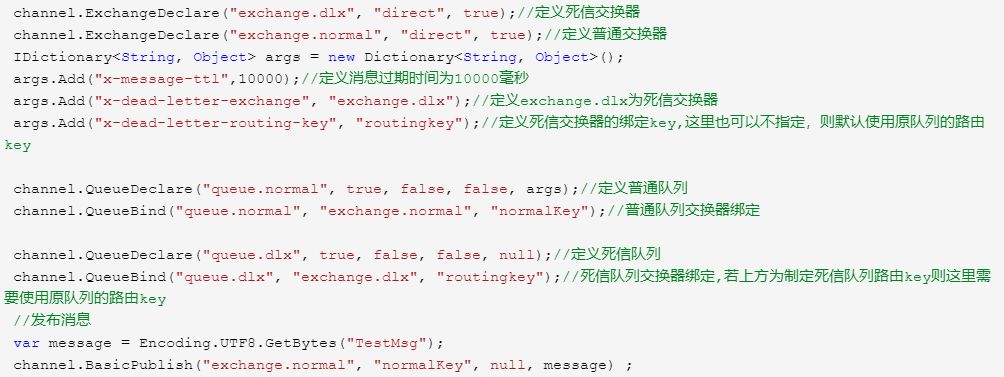 channel.ExchangeDeclare("exchange.dlx", "direct", true);//定义死信交换器
channel.ExchangeDeclare("exchange.normal", "direct", true);//定义普通交换器
IDictionary<String, Object> args = new Dictionary<String, Object>();
args.Add("x-message-ttl",10000);//定义消息过期时间为10000毫秒
args.Add("x-dead-letter-exchange", "exchange.dlx");//定义exchange.dlx为死信交换器
args.Add("x-dead-letter-routing-key", "routingkey");//定义死信交换器的绑定key,这里也可以不指定，则默认使用原队列的路由
key
channel.QueueDeclare("queue.normal", true, false, false, args);//定义普通队列
channel.QueueBind("queue.normal", "exchange.normal", "normalKey");//普通队列交换器绑定
channel.QueueDeclare("queue.dlx", true, false, false, null);//定义死信队列
channel.QueueBind("queue.dlx", "exchange.dlx", "routingkey");//死信队列交换器绑定,若上方为制定死信队列路由key则这里需
要使用原队列的路由key
//发布消息
var message = Encoding.UTF8.GetBytes("TestMsg");
channel.BasicPublish("exchange.normal", "normalKey", null, message) ;